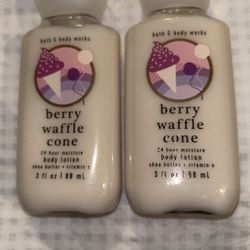 bath & body works
berry
waffle
cone
24 hour moisture
body lotion
shea butter + vitamin e
3 fl oz / 88 mL
bath & body works
berry
waffle
cone
24 hour moisture
body lotion
shea butter + vitamin e
3 fl oz / 88 mL